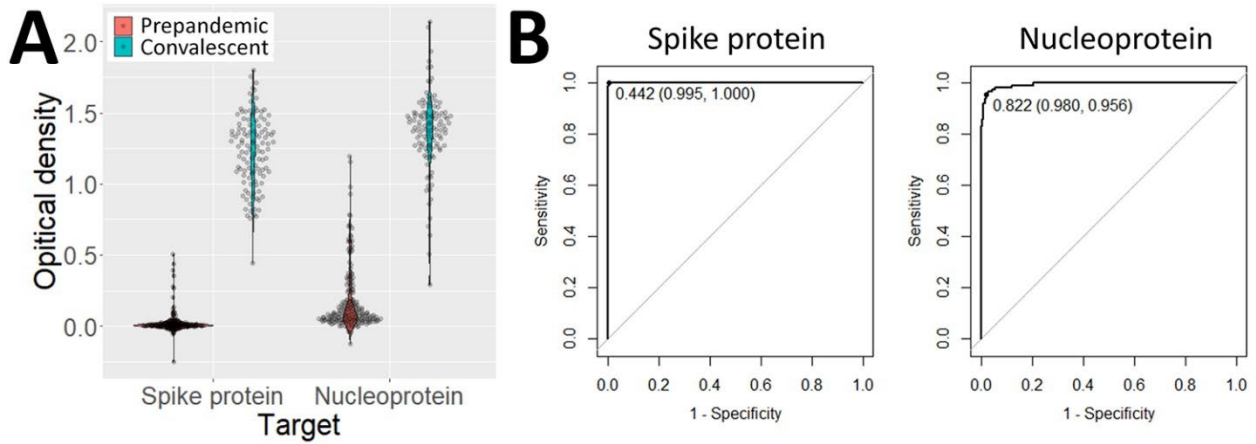 A
Prepandemic
Convalescent
Opitical density
2.0
1.5
1.0
0.5
0.0
Spike protein Nucleoprotein
Target
B
Spike protein
Sensitivity
1.0
0.8
0.6
0.4
0.2
0.0
0.442 (0.995, 1.000)
0.0 0.2 0.4 0.6 0.8 1.0
1 - Specificity
Nucleoprotein
Sensitivity
1.0
0.8
0.6
0.4
0.2
0.0
0.822 (0.980, 0.956)
0.0 0.2 0.4 0.6 0.8 1.0
1 - Specificity